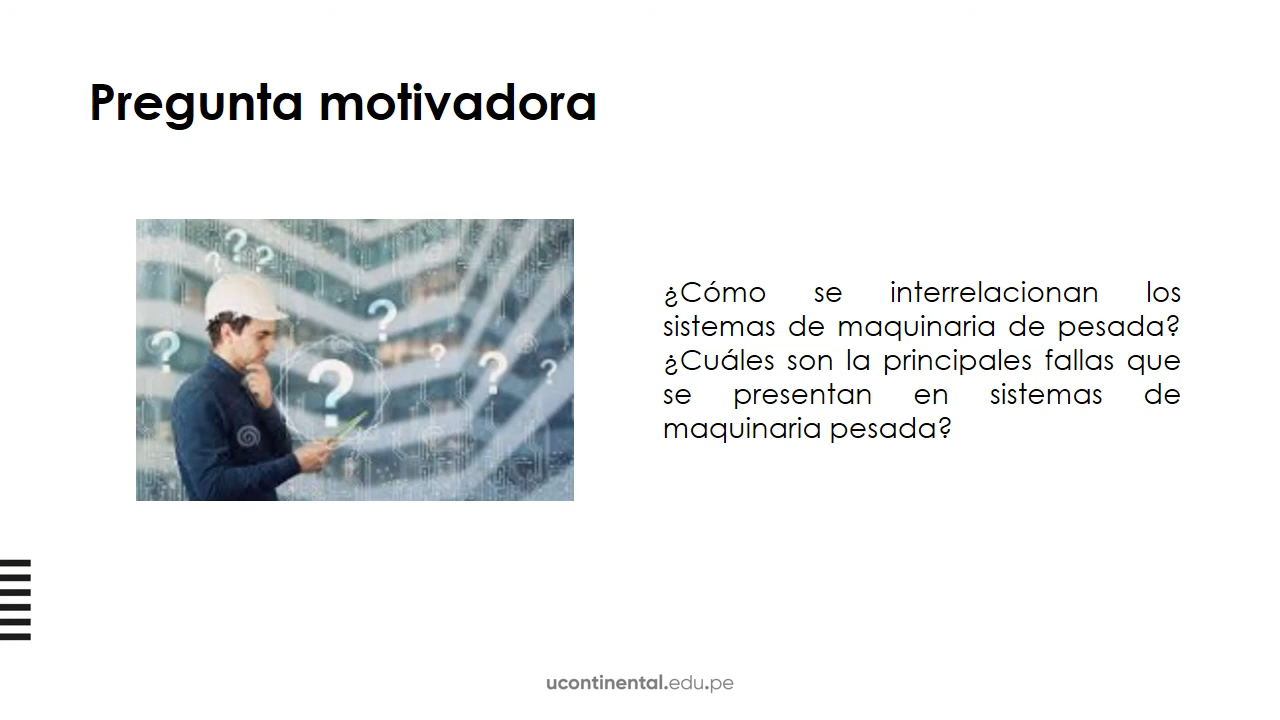 Pregunta motivadora
¿Cómo se interrelacionan los
sistemas de maquinaria de pesada?
¿Cuáles son la principales fallas que
se presentan en sistemas de
maquinaria pesada?
ucontinental.edu.pe